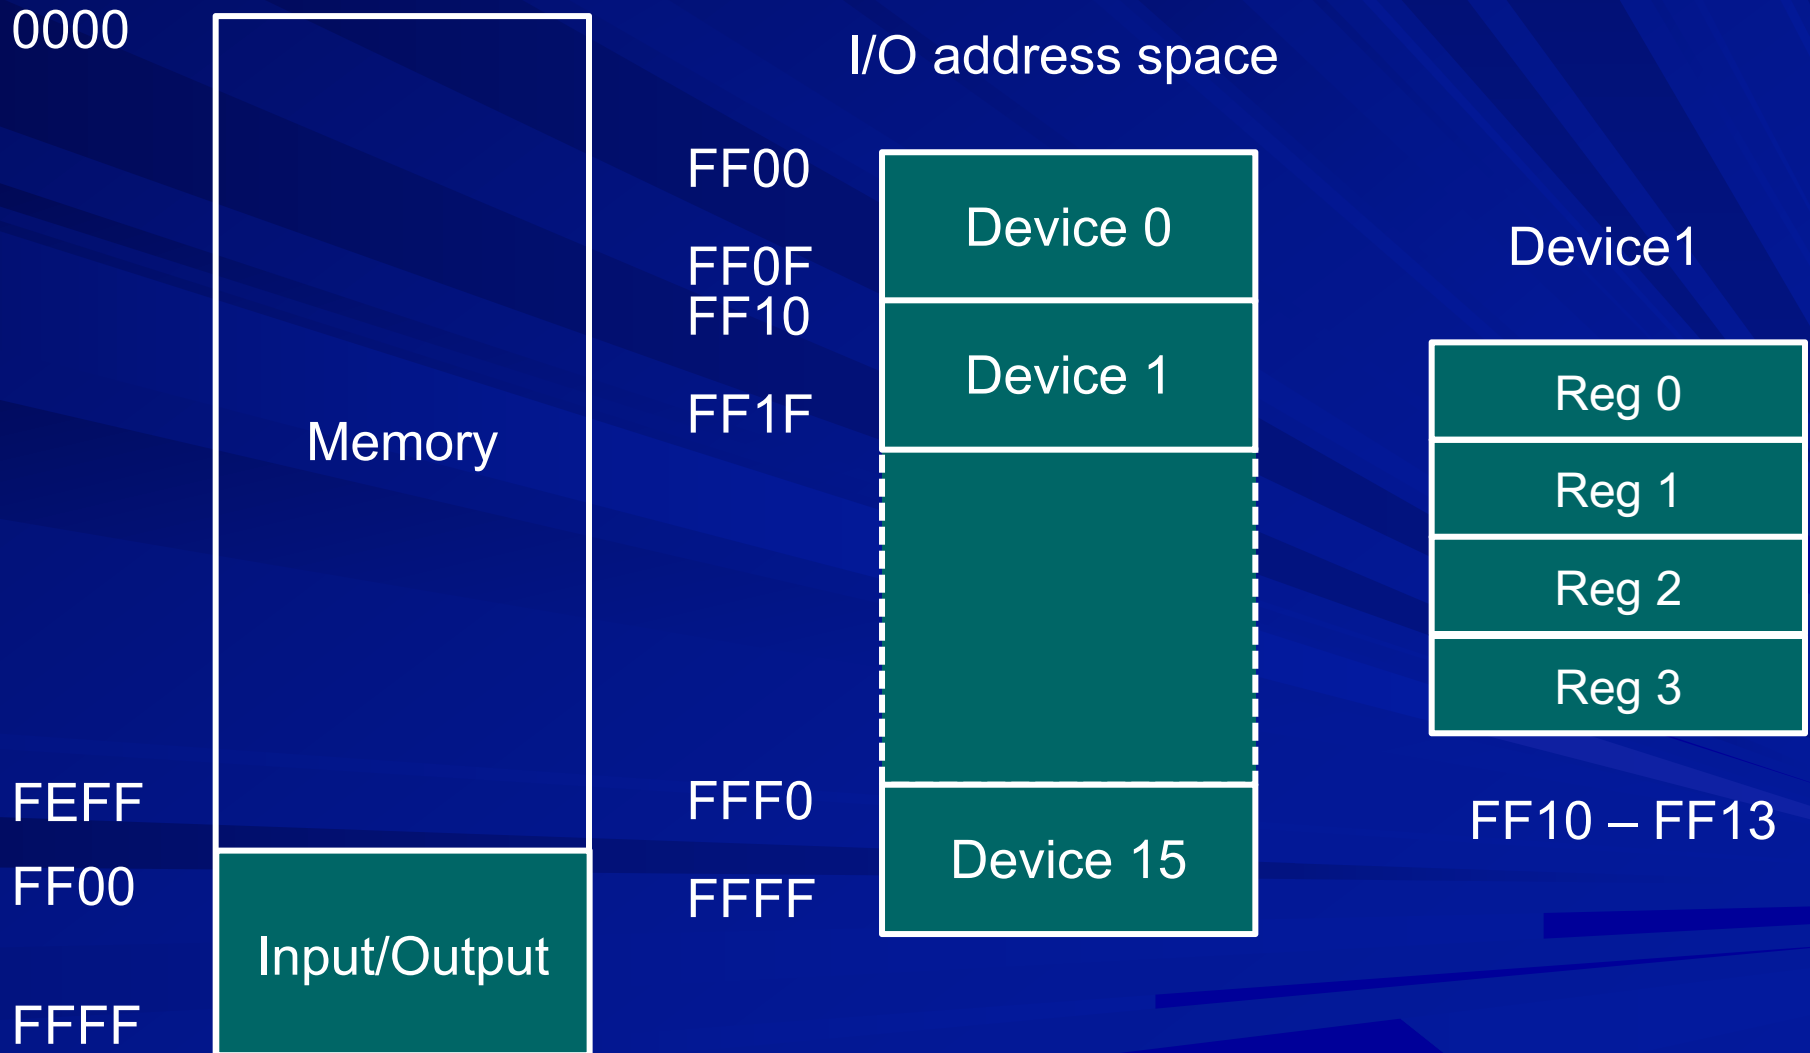 0000
Memory
FEFF
FF00
Input/Output
FFFF
I/O address space
FF00
Device 0
FF0F
FF10
Device 1
FF1F
FFF0
Device 15
FFFF
Device1
Reg 0
Reg 1
Reg 2
Reg 3
FF10 – FF13